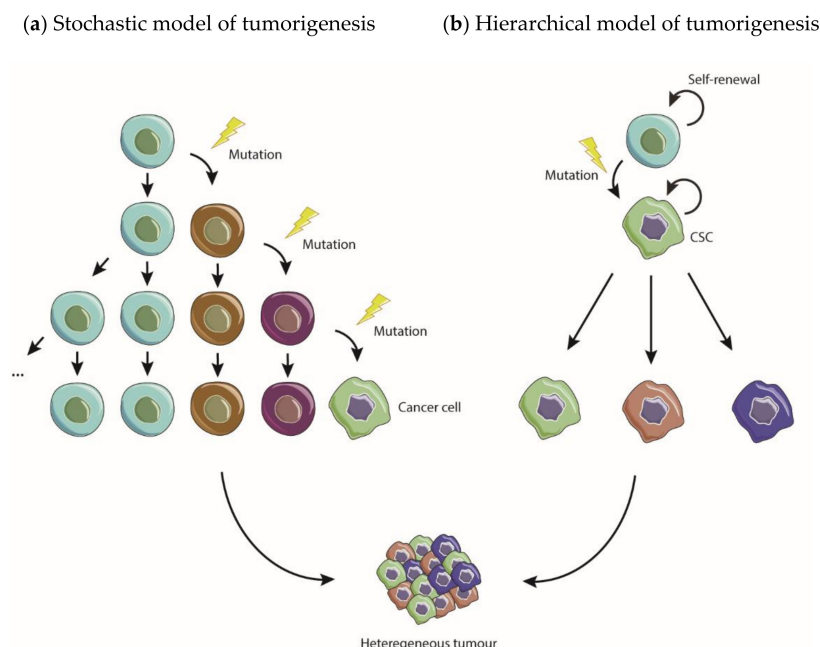 (a) Stochastic model of tumorigenesis
(b) Hierarchical model of tumorigenesis
Self-renewal
Mutation
Mutation
CSC
Mutation
Mutation
...
Cancer cell
Heteregeneous tumour